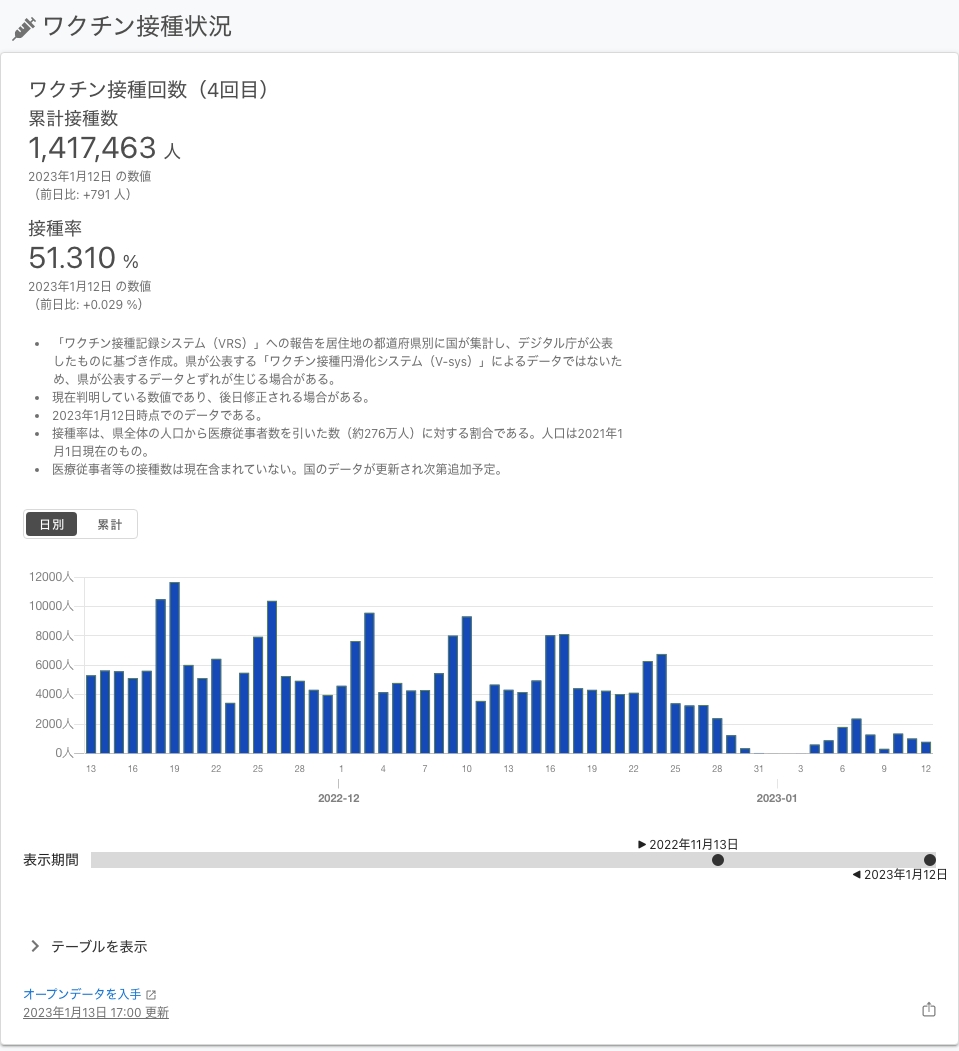 ワクチン接種状況
ワクチン接種回数（4回目）
累計接種数
1,417,463 人
2023年1月12日 の数値
（前日比: +791 人）
接種率
51.310 %
2023年1月12日 の数値
（前日比: +0.029 %）
• 「ワクチン接種記録システム（VRS）」への報告を居住地の都道府県別に国が集計し、デジタル庁が公表
したものに基づき作成。県が公表する「ワクチン接種円滑化システム（V-sys）」によるデータではないた
め、県が公表するデータとずれが生じる場合がある。
• 現在判明している数値であり、後日修正される場合がある。
• 2023年1月12日時点でのデータである。
• 接種率は、県全体の人口から医療従事者数を引いた数（約276万人）に対する割合である。人口は2021年1
月1日現在のもの。
• 医療従事者等の接種数は現在含まれていない。国のデータが更新され次第追加予定。
日別 累計
12000人
10000人
8000人
6000人
4000人
2000人
0人
13 16 19 22 25 28 1 4 7 10 13 16 19 22 25 28 31 3 6 9 12
2022-12 2023-01
▶ 2022年11月13日
表示期間
◀ 2023年1月12日
テーブルを表示
オープンデータを入手
2023年1月13日 17:00 更新